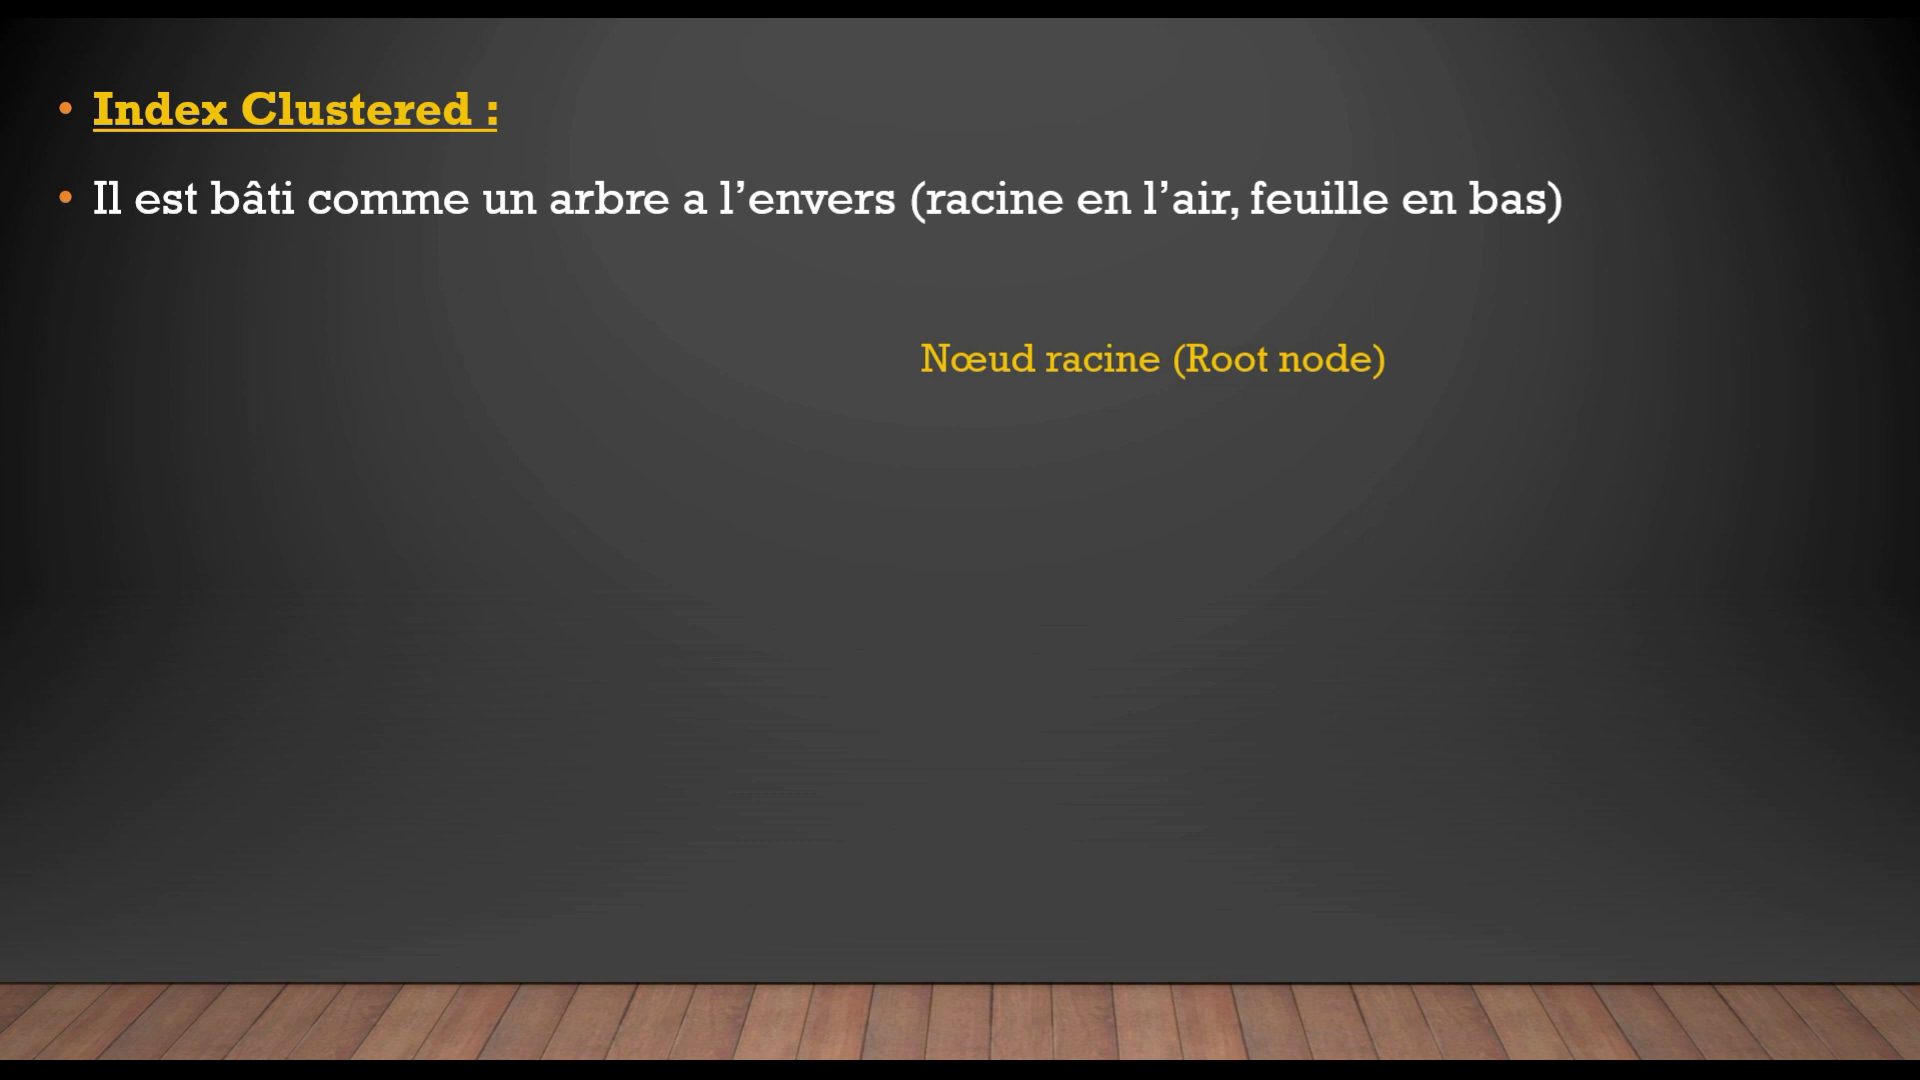 • Index Clustered :
• Il est bâti comme un arbre a l’envers (racine en l’air, feuille en bas)
Nœud racine (Root node)